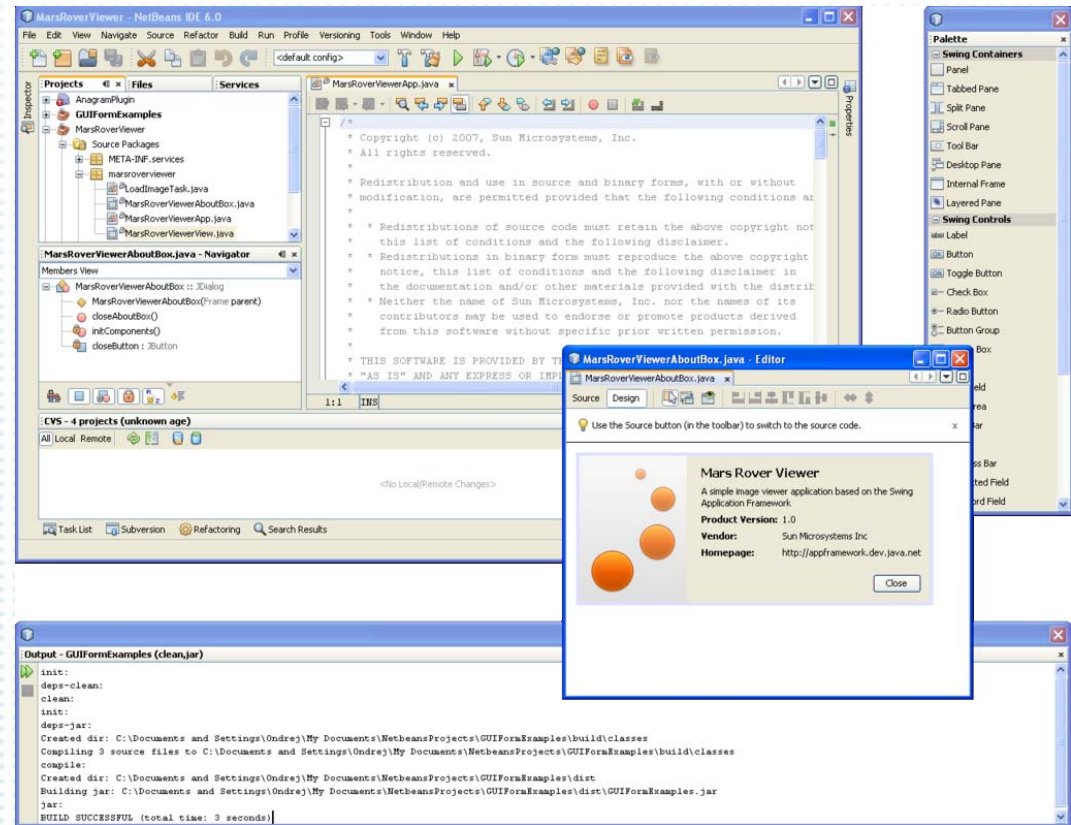 MarsRoverViewer - NetBeans IDE 6.0
File Edit View Navigate Source Refactor Build Run Profile Versioning Tools Window Help
<default config>
Inspector
Projects Files Services
AnagramPlugin
GUIFormExamples
MarsRoverViewer
Source Packages
META-INF.services
marsroverviewer
LoadImageTask.java
MarsRoverViewerAboutBox.java
MarsRoverViewerApp.java
MarsRoverViewerView.java
MarsRoverViewerAboutBox.java - Navigator
Members View
MarsRoverViewerAboutBox :: JDialog
MarsRoverViewerAboutBox(Frame parent)
closeAboutBox()
initComponents()
closeButton : JButton
MarsRoverViewerApp.java
Properties
/*
* Copyright (c) 2007, Sun Microsystems, Inc.
* All rights reserved.
*
* Redistribution and use in source and binary forms, with or without
* modification, are permitted provided that the following conditions ar
*
* * Redistributions of source code must retain the above copyright not
* this list of conditions and the following disclaimer.
* * Redistributions in binary form must reproduce the above copyright
* notice, this list of conditions and the following disclaimer in
* the documentation and/or other materials provided with the distrib
* * Neither the name of Sun Microsystems, Inc. nor the names of its
* contributors may be used to endorse or promote products derived
* from this software without specific prior written permission.
*
* THIS SOFTWARE IS PROVIDED BY TH
* "AS IS" AND ANY EXPRESS OR IMPL
1:1 INS
CVS - 4 projects (unknown age)
All Local Remote
<No Local/Remote Changes>
Task List Subversion Refactoring Search Results
Palette
Swing Containers
Panel
Tabbed Pane
Split Pane
Scroll Pane
Tool Bar
Desktop Pane
Internal Frame
Layered Pane
Swing Controls
label Label
OK Button
ON Toggle Button
Check Box
Radio Button
Button Group
Box
eld
rea
ar
ss Bar
tted Field
ord Field
MarsRoverViewerAboutBox.java - Editor
MarsRoverViewerAboutBox.java
Source Design
Use the Source button (in the toolbar) to switch to the source code.
Mars Rover Viewer
A simple image viewer application based on the Swing
Application Framework
Product Version: 1.0
Vendor: Sun Microsystems Inc
Homepage: http://appframework.dev.java.net
Close
Output - GUIFormExamples (clean,jar)
init:
deps-clean:
clean:
init:
deps-jar:
Created dir: C:\Documents and Settings\Ondrej\My Documents\NetbeansProjects\GUIFormExamples\build\classes
Compiling 3 source files to C:\Documents and Settings\Ondrej\My Documents\NetbeansProjects\GUIFormExamples\build\classes
compile:
Created dir: C:\Documents and Settings\Ondrej\My Documents\NetbeansProjects\GUIFormExamples\dist
Building jar: C:\Documents and Settings\Ondrej\My Documents\NetbeansProjects\GUIFormExamples\dist\GUIFormExamples.jar
jar:
BUILD SUCCESSFUL (total time: 3 seconds)